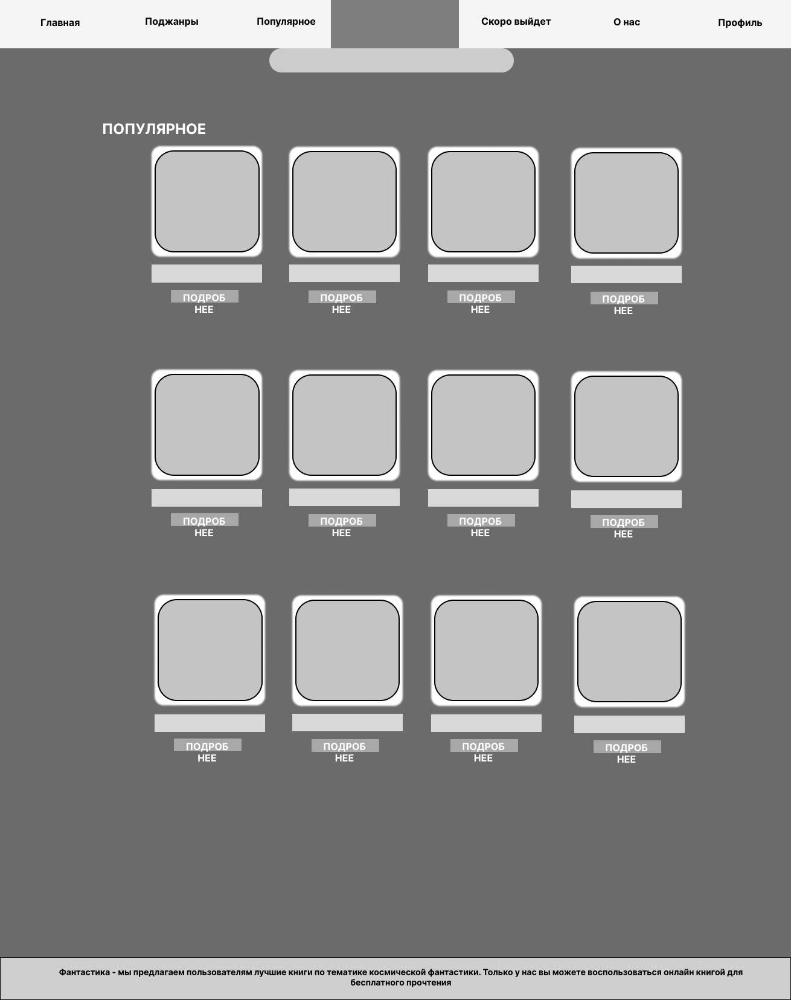 Главная Поджанры Популярное Скоро выйдет О нас Профиль
ПОПУЛЯРНОЕ
ПОДРОБ ПОДРОБ ПОДРОБ ПОДРОБ
НЕЕ НЕЕ НЕЕ НЕЕ
ПОДРОБ ПОДРОБ ПОДРОБ ПОДРОБ
НЕЕ НЕЕ НЕЕ НЕЕ
ПОДРОБ ПОДРОБ ПОДРОБ ПОДРОБ
НЕЕ НЕЕ НЕЕ НЕЕ
Фантастика - мы предлагаем пользователям лучшие книги по тематике космической фантастики. Только у нас вы можете воспользоваться онлайн книгой для
бесплатного прочтения